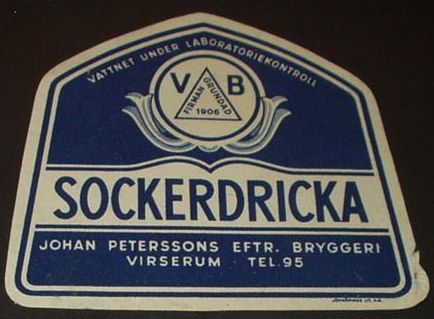 VATTNET UNDER LABORATORIEKONTROLL
V B
FIRMAN GRUNDAD
1906
SOCKERDRICKA
JOHAN PETERSSONS EFTR. BRYGGERI
VIRSERUM TEL. 95